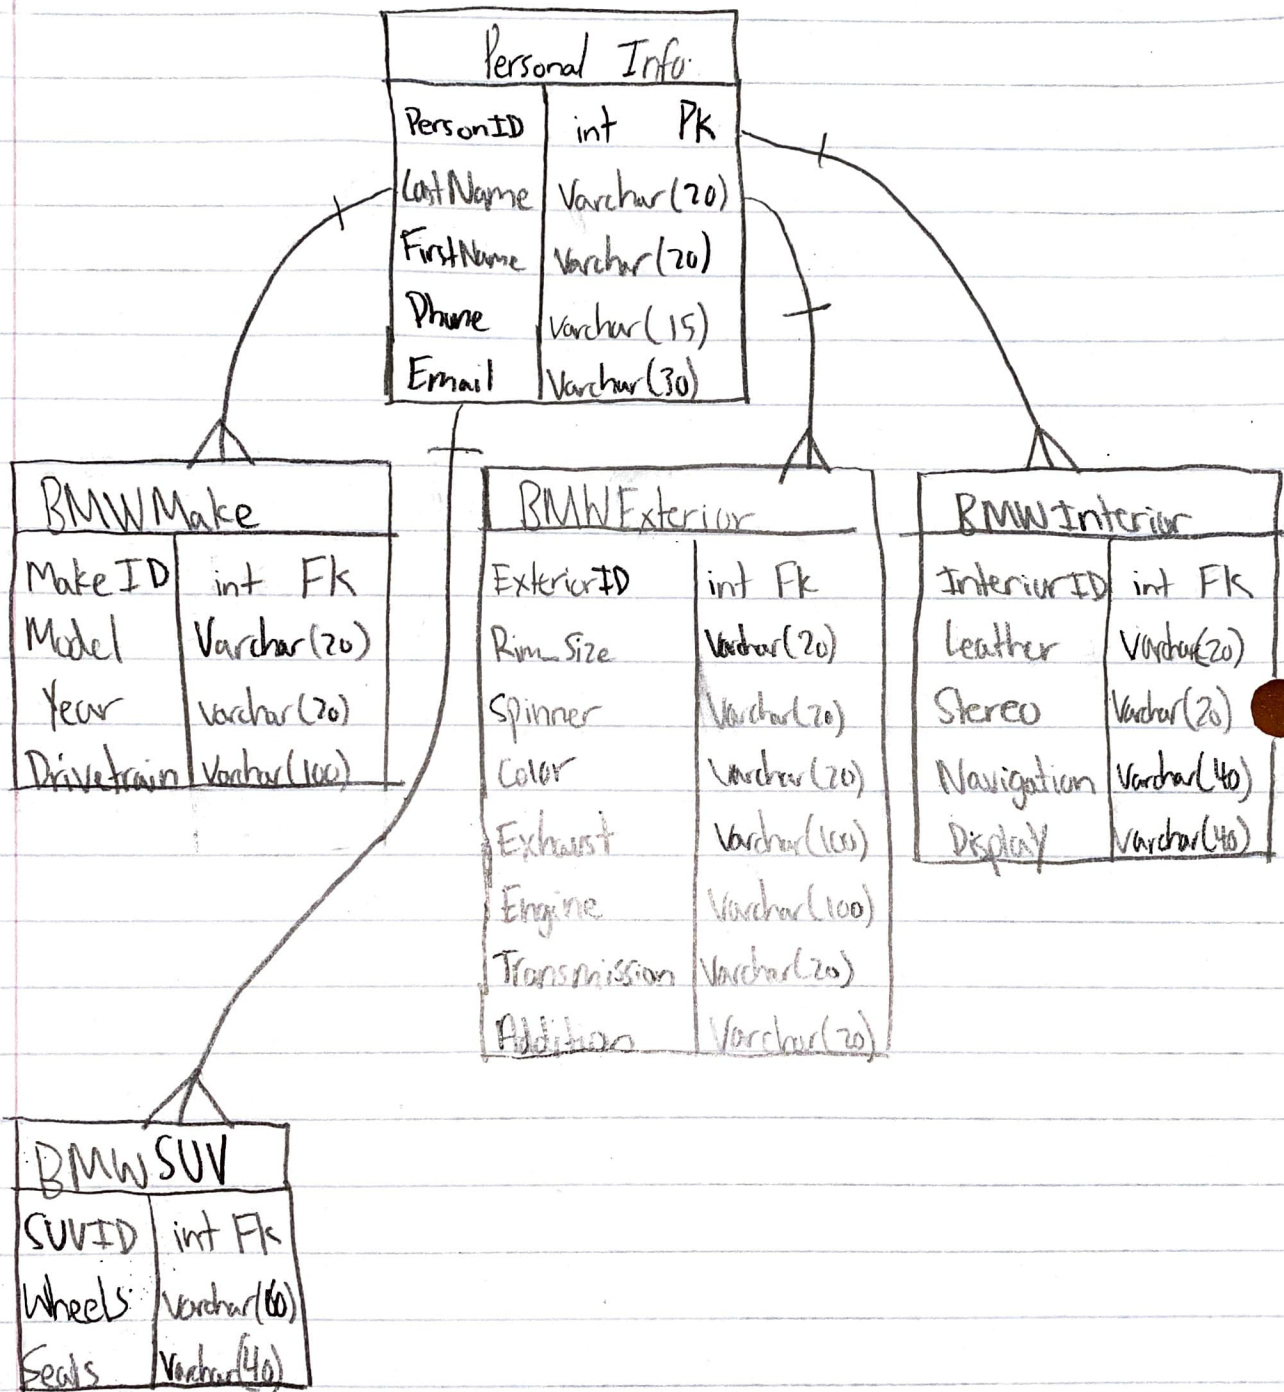 Personal Info
PersonID int Pk
LastName Varchar(20)
FirstName Varchar(20)
Phone Varchar(15)
Email Varchar(30)
BMWMake
MakeID int Fk
Model Varchar(20)
Year Varchar(20)
Drivetrain Varchar(100)
BMWExterior
ExteriorID int Fk
Rim_Size Varchar(20)
Spinner Varchar(20)
Color Varchar(20)
Exhaust Varchar(100)
Engine Varchar(100)
Transmission Varchar(20)
Addition Varchar(20)
BMWInterior
InteriorID int Fk
Leather Varchar(20)
Stereo Varchar(20)
Navigation Varchar(40)
Display Varchar(40)
BMWSUV
SUVID int Fk
Wheels
Seats Varchar(40)